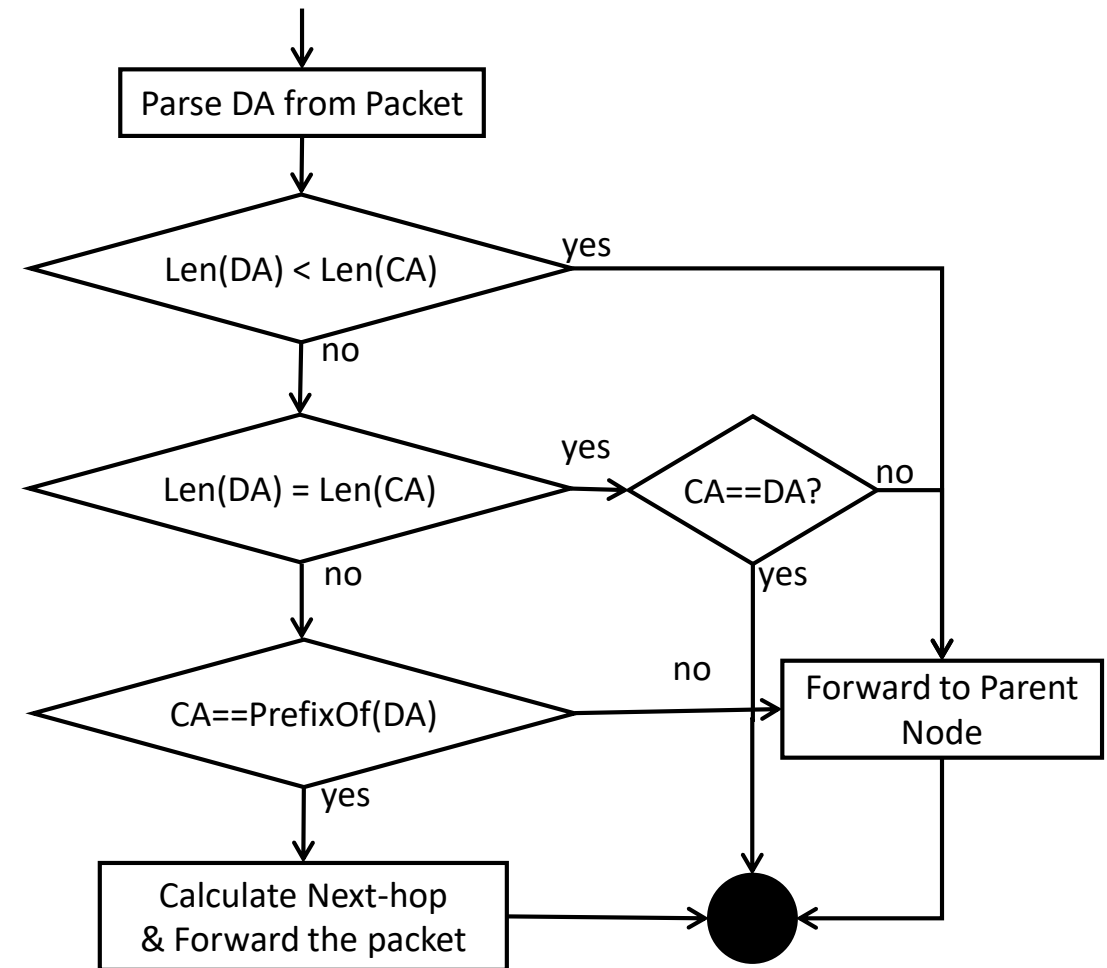 Parse DA from Packet
Len(DA) < Len(CA)
yes
no
Len(DA) = Len(CA)
yes
CA==DA?
no
yes
no
CA==PrefixOf(DA)
no
Forward to Parent
Node
yes
Calculate Next-hop
& Forward the packet